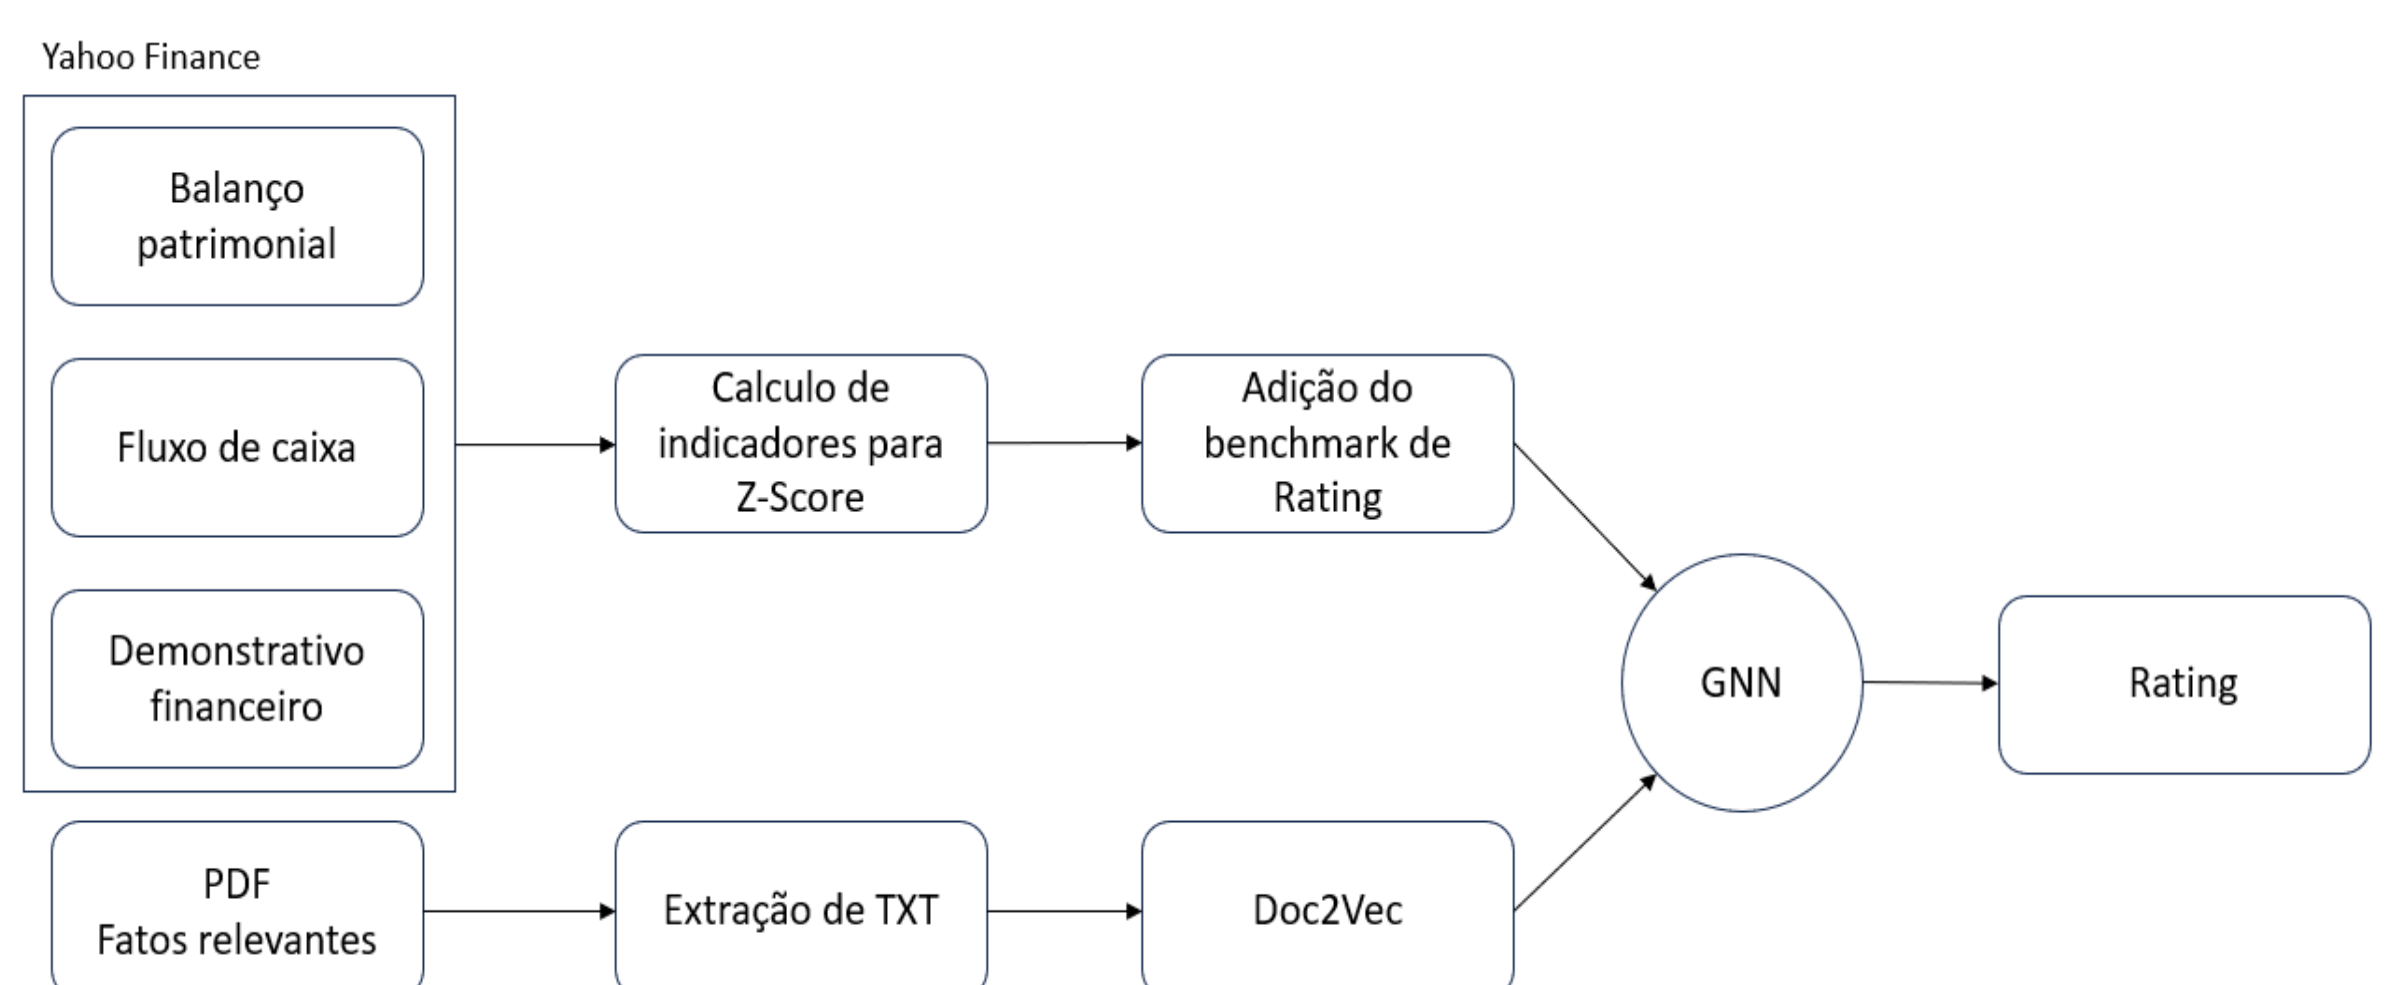 Yahoo Finance
Balanço
patrimonial
Fluxo de caixa
Demonstrativo
financeiro
Calculo de
indicadores para
Z-Score
Adição do
benchmark de
Rating
GNN
Rating
PDF
Fatos relevantes
Extração de TXT
Doc2Vec